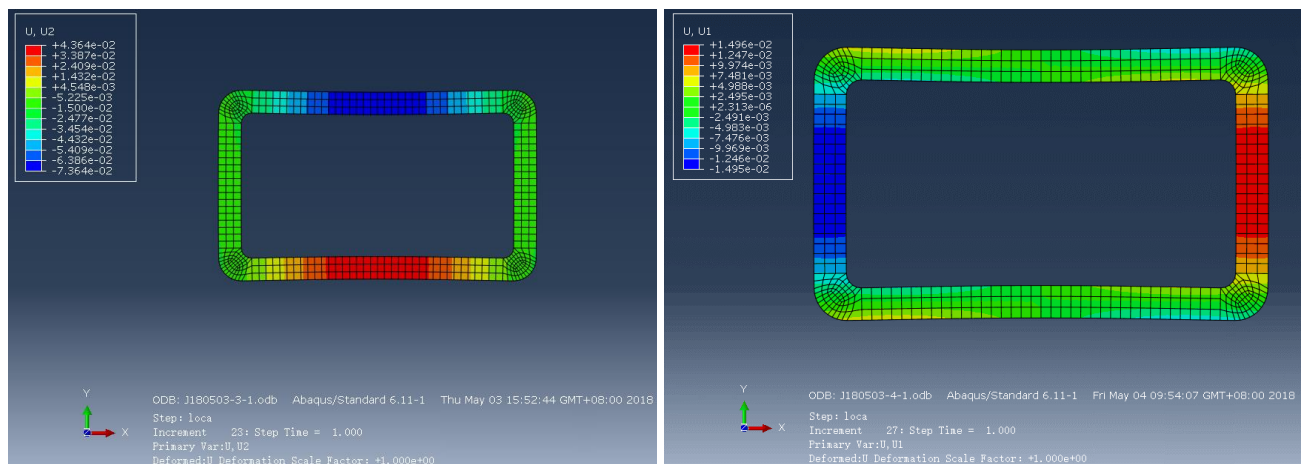 U, U2
+4.364e-02
+3.387e-02
+2.409e-02
+1.432e-02
+4.548e-03
-5.225e-03
-1.500e-02
-2.477e-02
-3.454e-02
-4.432e-02
-5.409e-02
-6.386e-02
-7.364e-02
Y
X
ODB: J180503-3-1.odb Abaqus/Standard 6.11-1 Thu May 03 15:52:44 GMT+08:00 2018
Step: loca
Increment 23: Step Time = 1.000
Primary Var: U, U2
Deformed: U Deformation Scale Factor: +1.000e+00
U, U1
+1.496e-02
+1.247e-02
+9.974e-03
+7.481e-03
+4.988e-03
+2.495e-03
+2.313e-06
-2.491e-03
-4.983e-03
-7.476e-03
-9.969e-03
-1.246e-02
-1.495e-02
Y
X
ODB: J180503-4-1.odb Abaqus/Standard 6.11-1 Fri May 04 09:54:07 GMT+08:00 2018
Step: loca
Increment 27: Step Time = 1.000
Primary Var: U, U1
Deformed: U Deformation Scale Factor: +1.000e+00